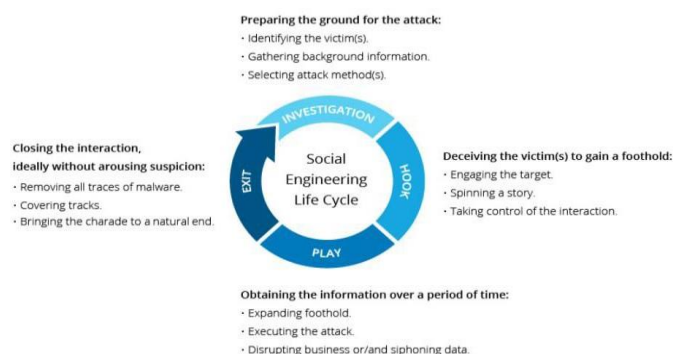 Preparing the ground for the attack:
· Identifying the victim(s).
· Gathering background information.
· Selecting attack method(s).
INVESTIGATION
Closing the interaction,
ideally without arousing suspicion:
· Removing all traces of malware.
· Covering tracks.
· Bringing the charade to a natural end.
EXIT
Social
Engineering
Life Cycle
HOOK
Deceiving the victim(s) to gain a foothold:
· Engaging the target.
· Spinning a story.
· Taking control of the interaction.
PLAY
Obtaining the information over a period of time:
· Expanding foothold.
· Executing the attack.
· Disrupting business or/and siphoning data.